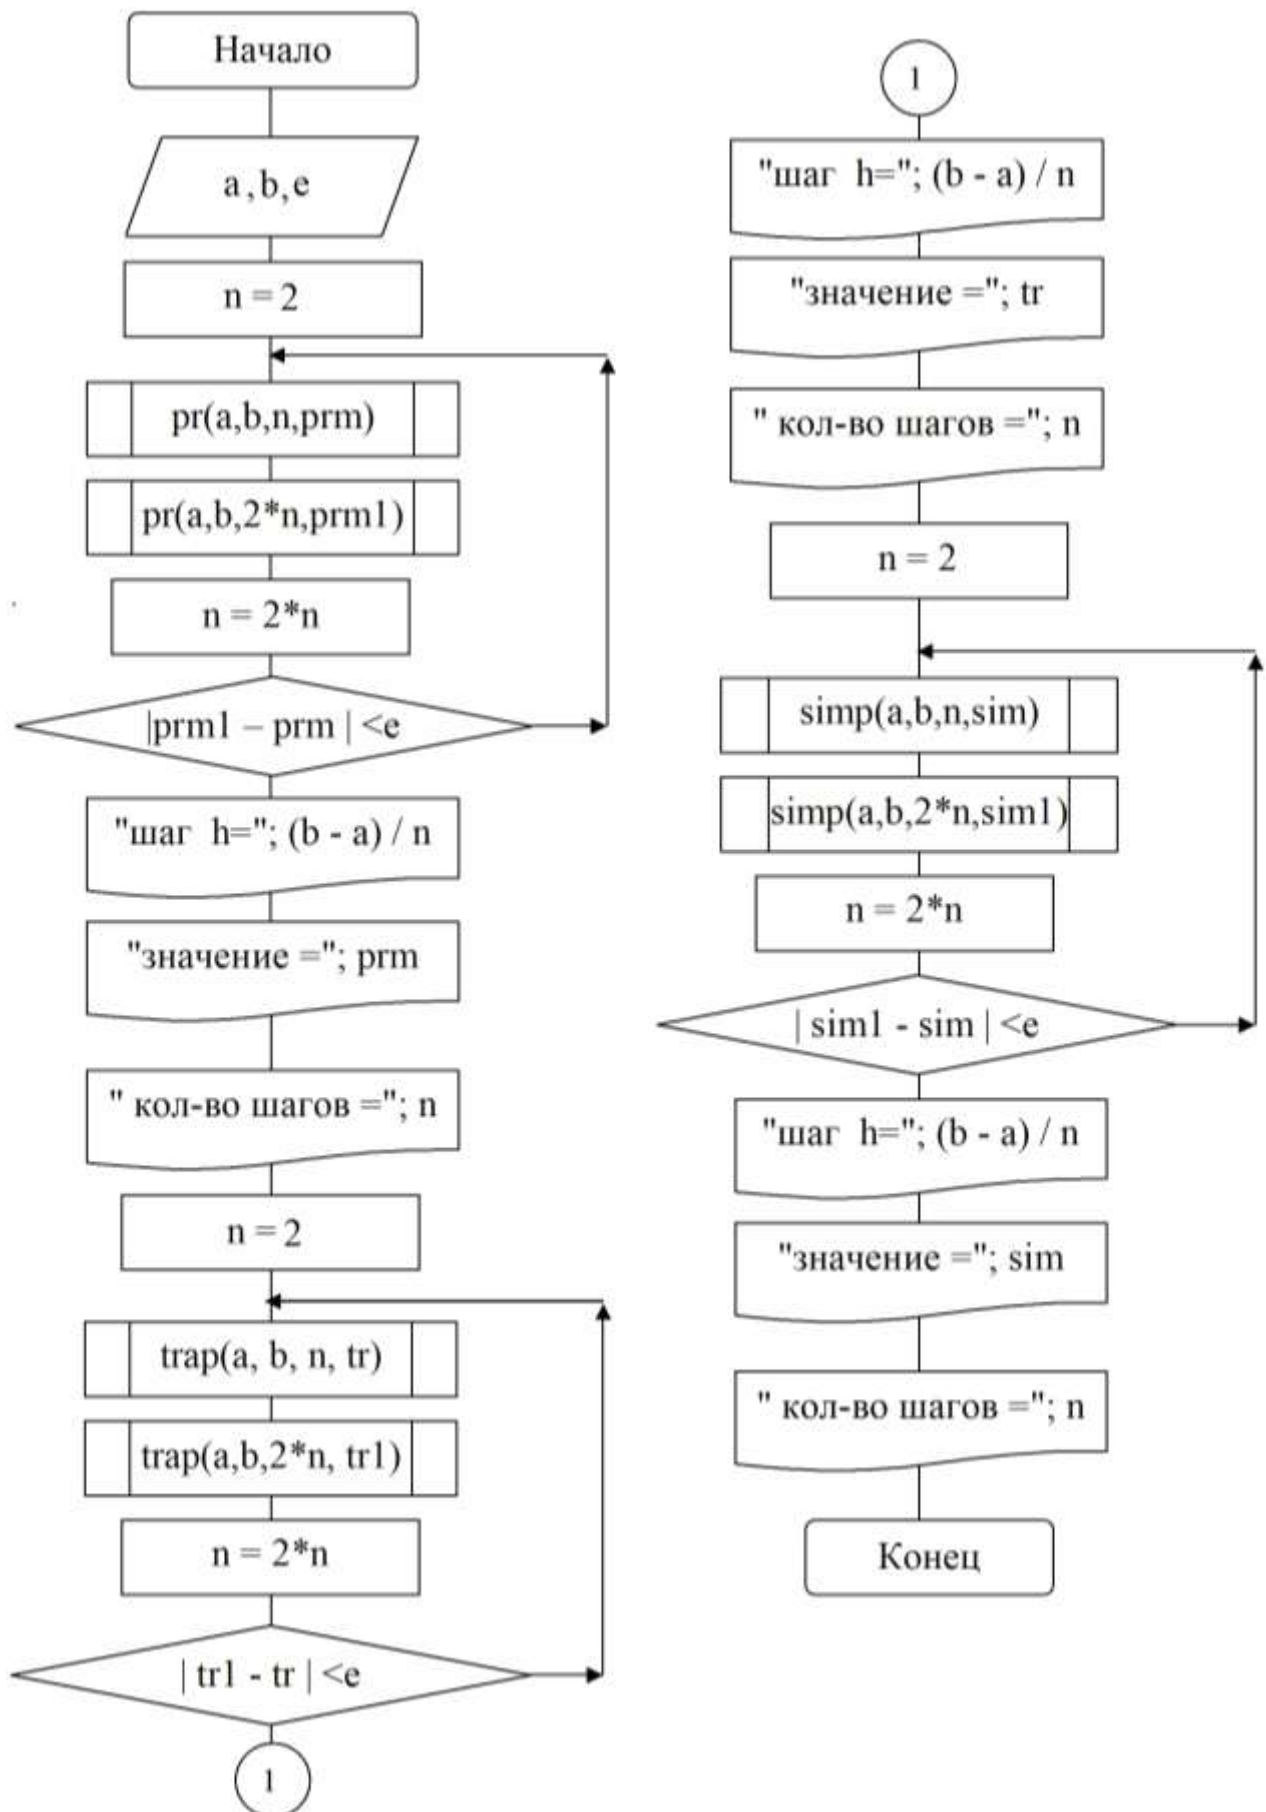 Начало
a,b,e
n = 2
pr(a,b,n,prm)
pr(a,b,2*n,prm1)
n = 2*n
|prm1 – prm | <e
"шаг  h="; (b - a) / n
"значение ="; prm
" кол-во шагов ="; n
n = 2
trap(a, b, n, tr)
trap(a,b,2*n, tr1)
n = 2*n
| tr1 - tr | <e
1
1
"шаг  h="; (b - a) / n
"значение ="; tr
" кол-во шагов ="; n
n = 2
simp(a,b,n,sim)
simp(a,b,2*n,sim1)
n = 2*n
| sim1 - sim | <e
"шаг  h="; (b - a) / n
"значение ="; sim
" кол-во шагов ="; n
Конец